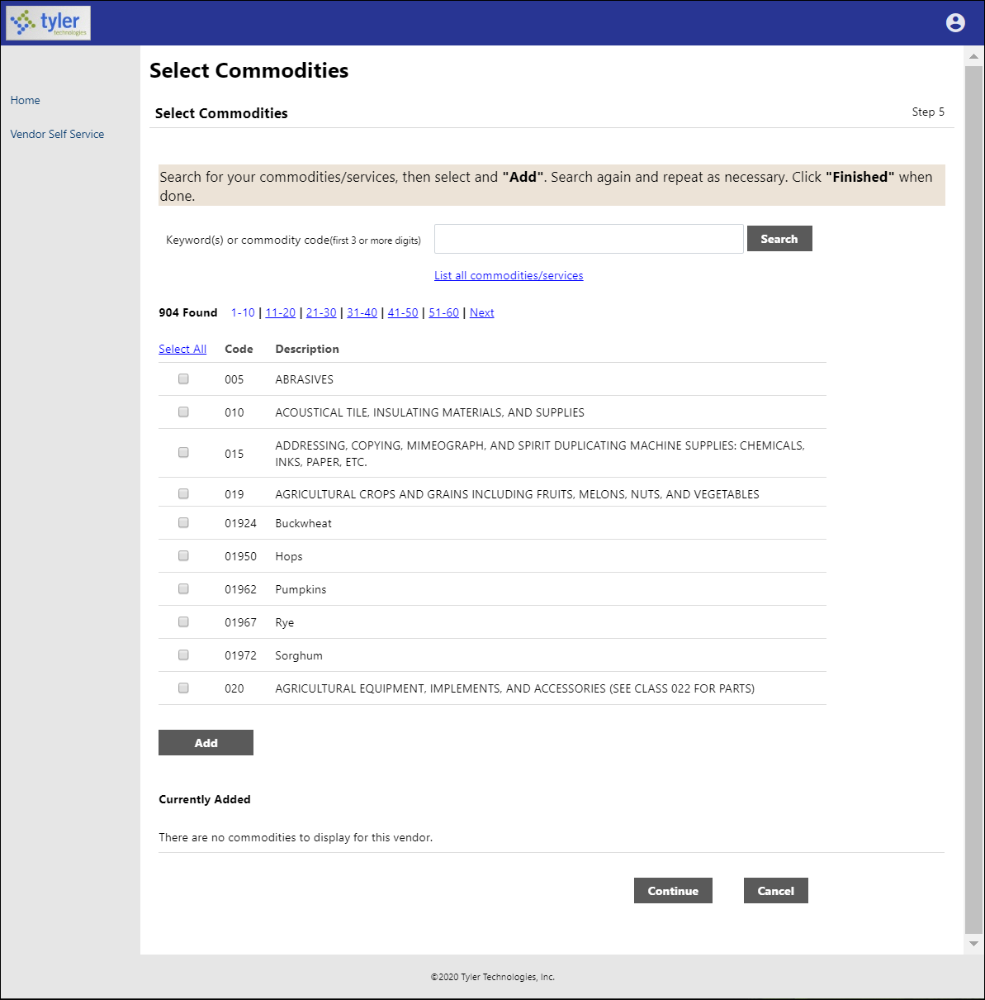 tyler
technologies
Home
Vendor Self Service
Select Commodities
Select Commodities
Step 5
Search for your commodities/services, then select and "Add". Search again and repeat as necessary. Click "Finished" when
done.
Keyword(s) or commodity code(first 3 or more digits)
Search
List all commodities/services
904 Found 1-10 | 11-20 | 21-30 | 31-40 | 41-50 | 51-60 | Next
Select All Code Description
005 ABRASIVES
010 ACOUSTICAL TILE, INSULATING MATERIALS, AND SUPPLIES
015 ADDRESSING, COPYING, MIMEOGRAPH, AND SPIRIT DUPLICATING MACHINE SUPPLIES: CHEMICALS,
INKS, PAPER, ETC.
019 AGRICULTURAL CROPS AND GRAINS INCLUDING FRUITS, MELONS, NUTS, AND VEGETABLES
01924 Buckwheat
01950 Hops
01962 Pumpkins
01967 Rye
01972 Sorghum
020 AGRICULTURAL EQUIPMENT, IMPLEMENTS, AND ACCESSORIES (SEE CLASS 022 FOR PARTS)
Add
Currently Added
There are no commodities to display for this vendor.
Continue Cancel
©2020 Tyler Technologies, Inc.